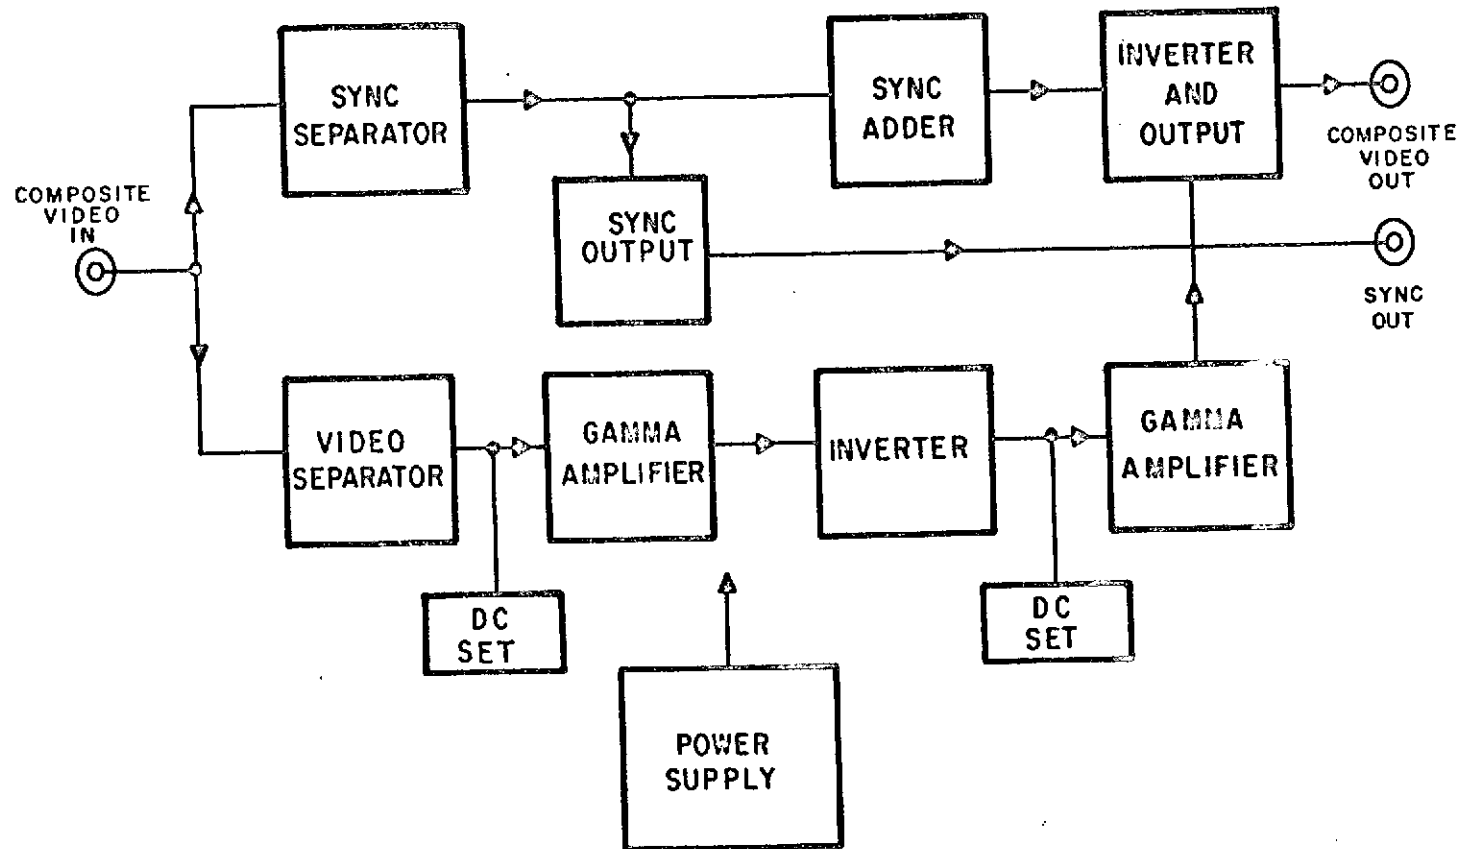 SYNC
SEPARATOR
SYNC
ADDER
INVERTER
AND
OUTPUT
COMPOSITE
VIDEO
OUT
COMPOSITE
VIDEO
IN
SYNC
OUTPUT
SYNC
OUT
VIDEO
SEPARATOR
GAMMA
AMPLIFIER
INVERTER
GAMMA
AMPLIFIER
DC
SET
DC
SET
POWER
SUPPLY